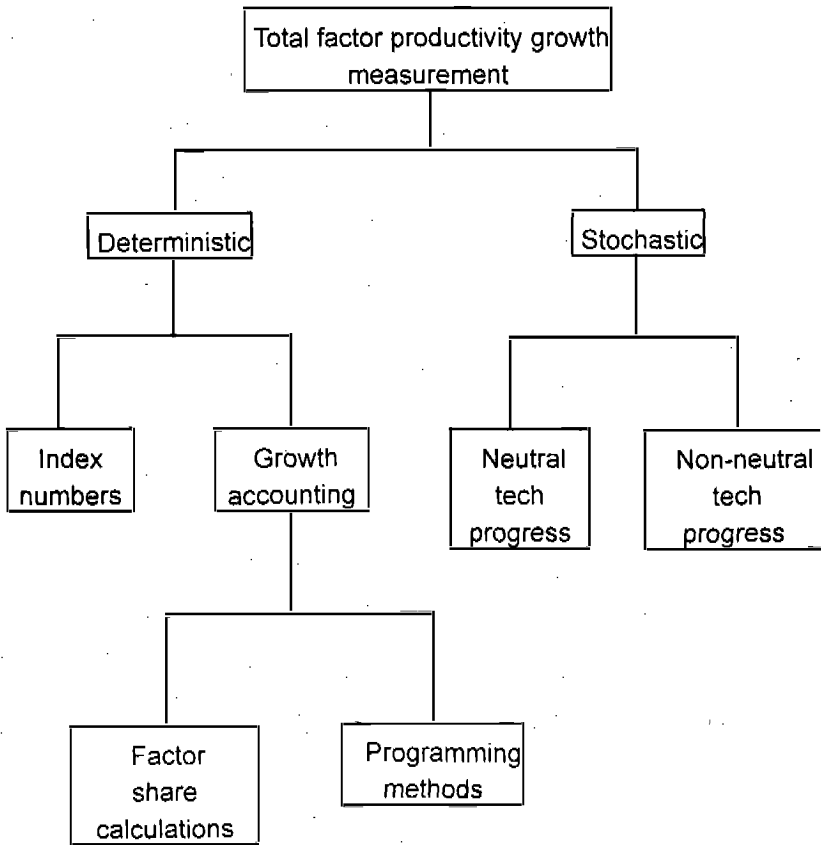 Total factor productivity growth
measurement
Deterministic
Stochastic
Index
numbers
Growth
accounting
Neutral
tech
progress
Non-neutral
tech
progress
Factor
share
calculations
Programming
methods